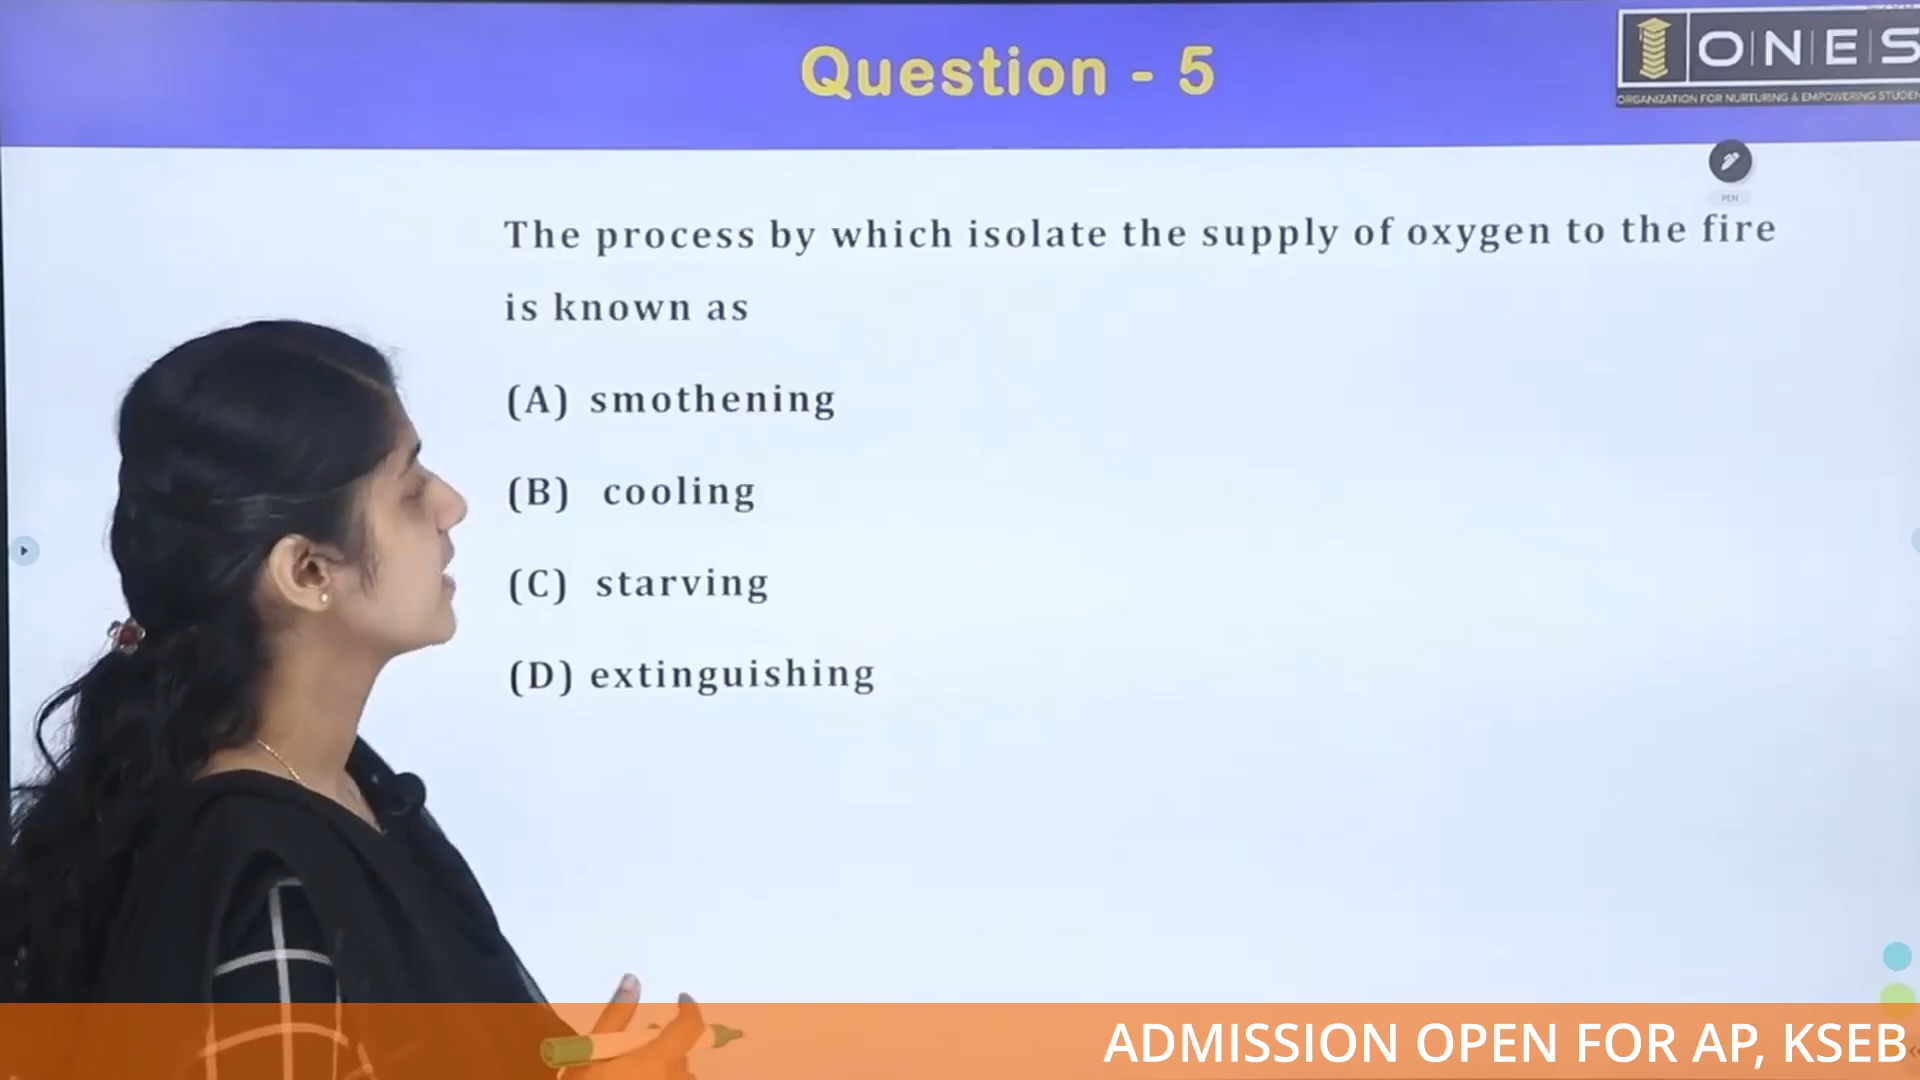 Question - 5
O|N|E|S
ORGANIZATION FOR NURTURING & EMPOWERING STUDEN
PEN
The process by which isolate the supply of oxygen to the fire
is known as
(A) smothening
(B) cooling
(C) starving
(D) extinguishing
ADMISSION OPEN FOR AP, KSEB